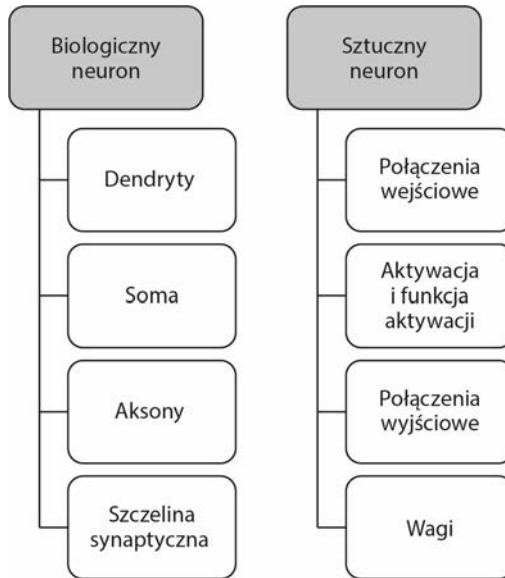 Biologiczny
neuron
Dendryty
Soma
Aksony
Szczelina
synaptyczna
Sztuczny
neuron
Połączenia
wejściowe
Aktywacja
i funkcja
aktywacji
Połączenia
wyjściowe
Wagi